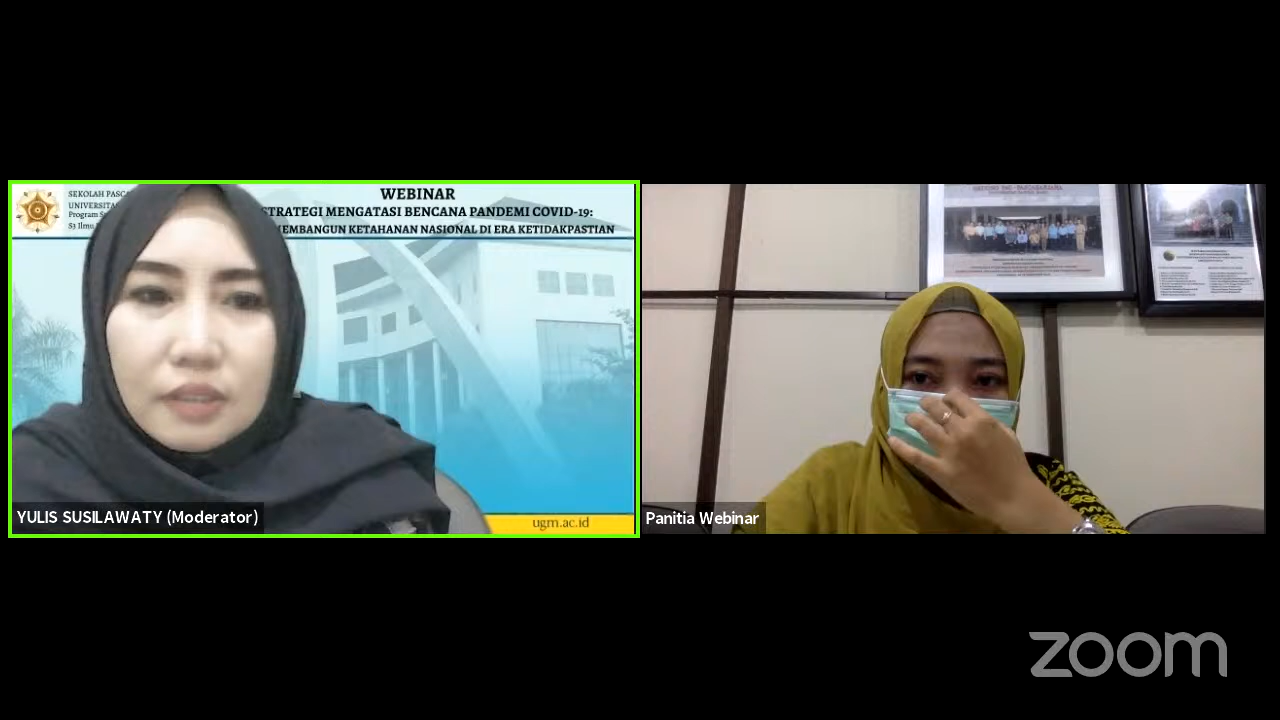 SEKOLAH PASCA
UNIVERSITA
Program S
S3 Ilmu
WEBINAR
STRATEGI MENGATASI BENCANA PANDEMI COVID-19:
MEMBANGUN KETAHANAN NASIONAL DI ERA KETIDAKPASTIAN
ugm.ac.id
YULIS SUSILAWATY (Moderator)
Panitia Webinar
zoom